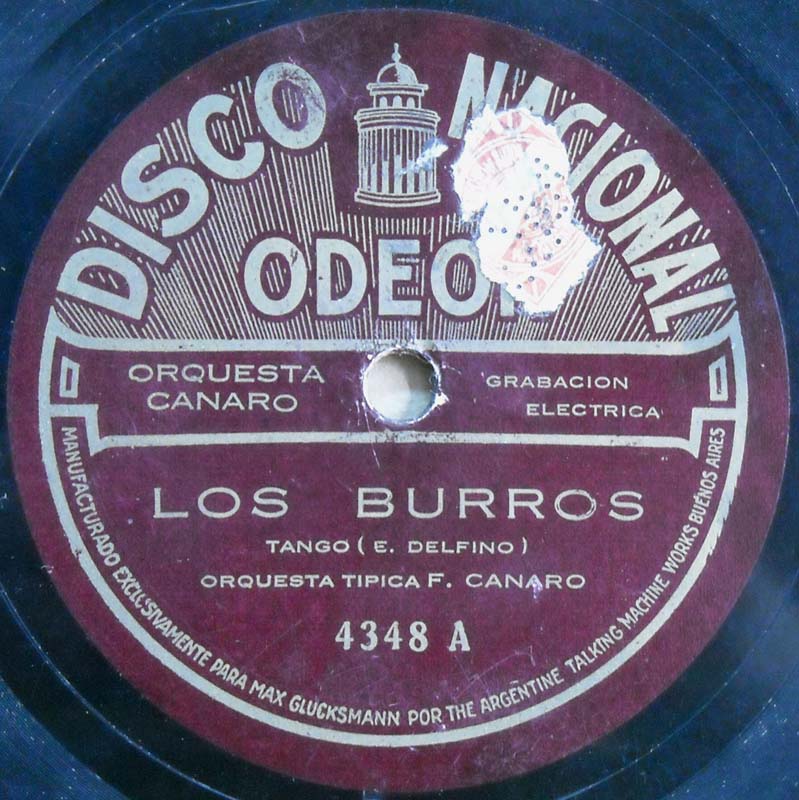 DISCO NACIONAL
ODEON
ORQUESTA
CANARO
GRABACION
ELECTRICA
LOS BURROS
TANGO ( E. DELFINO )
ORQUESTA TIPICA F. CANARO
4348 A
MANUFACTURADO EXCLUSIVAMENTE PARA MAX GLUCKSMANN POR THE ARGENTINE TALKING MACHINE WORKS BUENOS AIRES